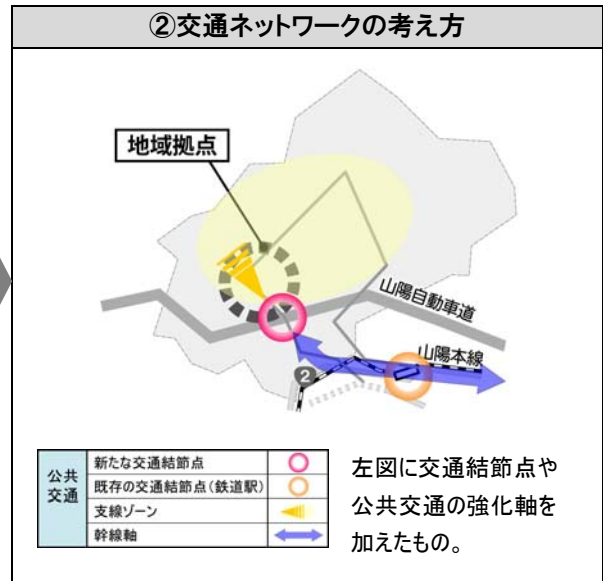 ②交通ネットワークの考え方
地域拠点
山陽自動車道
山陽本線
2
公共
交通
新たな交通結節点
既存の交通結節点(鉄道駅)
支線ゾーン
幹線軸
左図に交通結節点や
公共交通の強化軸を
加えたもの。